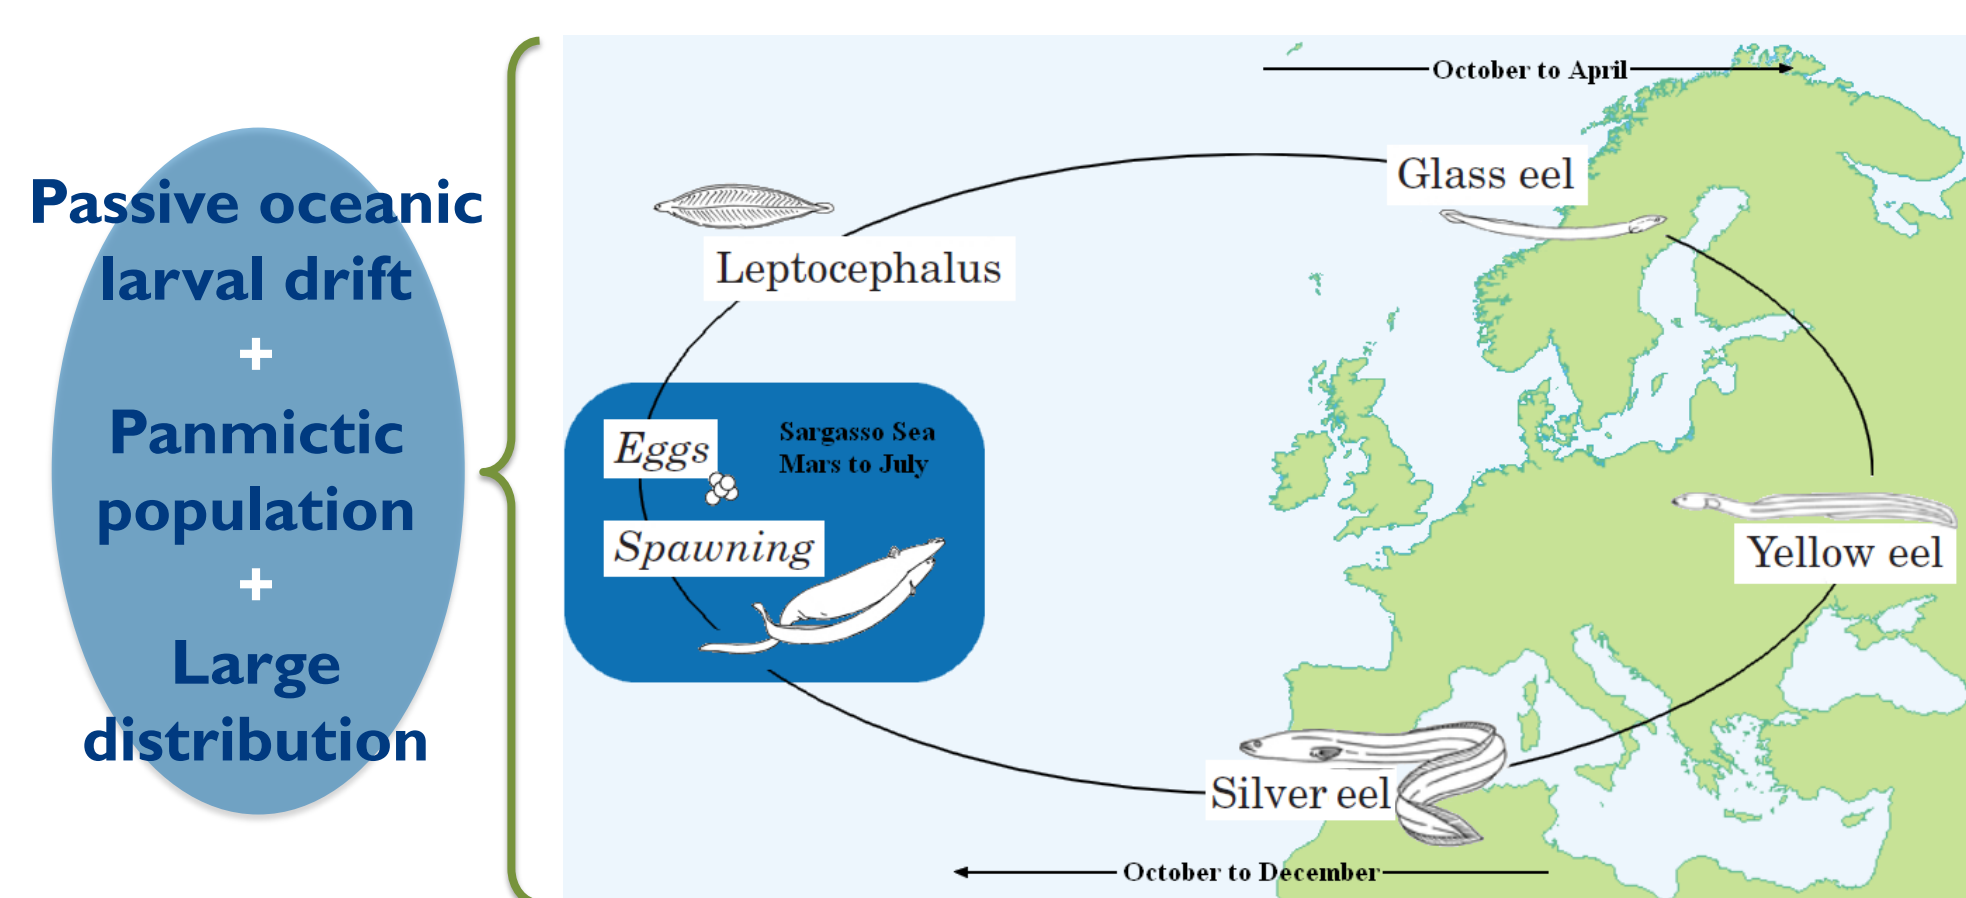 Passive oceanic
larval drift
+
Panmictic
population
+
Large
distribution
October to April
Glass eel
Leptocephalus
Eggs
Sargasso Sea
Mars to July
Spawning
Yellow eel
Silver eel
October to December